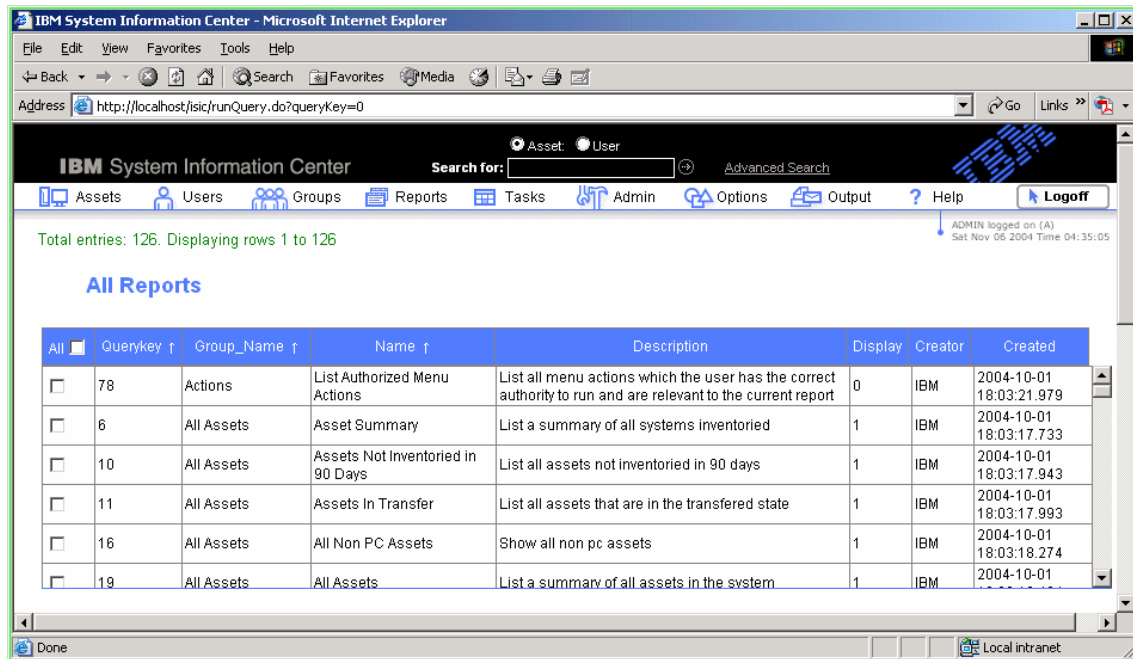 IBM System Information Center - Microsoft Internet Explorer
File Edit View Favorites Tools Help
Back Search Favorites Media
Address http://localhost/isic/runQuery.do?queryKey=0 Go Links »
Asset: User
IBM System Information Center Search for: Advanced Search
IBM
Assets Users Groups Reports Tasks Admin Options Output ? Help Logoff
ADMIN logged on (A)
Sat Nov 06 2004 Time 04:35:05
Total entries: 126. Displaying rows 1 to 126
All Reports
All Querykey ↑ Group_Name ↑ Name ↑ Description Display Creator Created
78 Actions List Authorized Menu Actions List all menu actions which the user has the correct authority to run and are relevant to the current report 0 IBM 2004-10-01 18:03:21.979
6 All Assets Asset Summary List a summary of all systems inventoried 1 IBM 2004-10-01 18:03:17.733
10 All Assets Assets Not Inventoried in 90 Days List all assets not inventoried in 90 days 1 IBM 2004-10-01 18:03:17.943
11 All Assets Assets In Transfer List all assets that are in the transfered state 1 IBM 2004-10-01 18:03:17.993
16 All Assets All Non PC Assets Show all non pc assets 1 IBM 2004-10-01 18:03:18.274
19 All Assets All Assets List a summary of all assets in the system 1 IBM 2004-10-01
Done Local intranet